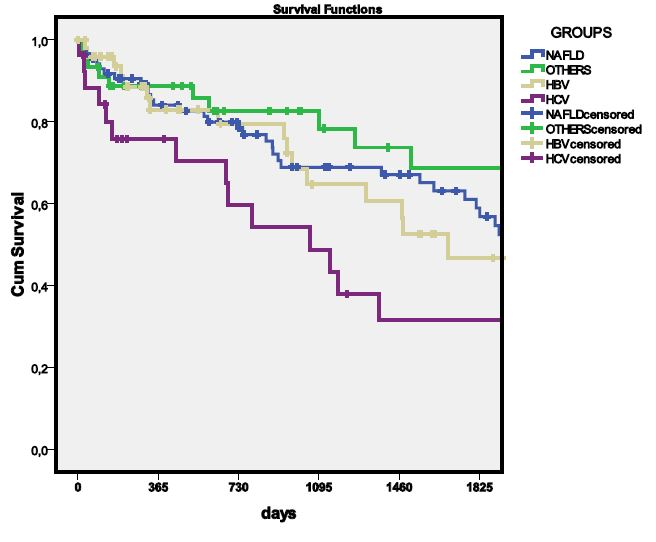 Survival Functions
GROUPS
NAFLD
OTHERS
HBV
HCV
NAFLDcensored
OTHERScensored
HBVcensored
HCVcensored
Cum Survival
1,0
0,8
0,6
0,4
0,2
0,0
0 365 730 1095 1460 1825
days